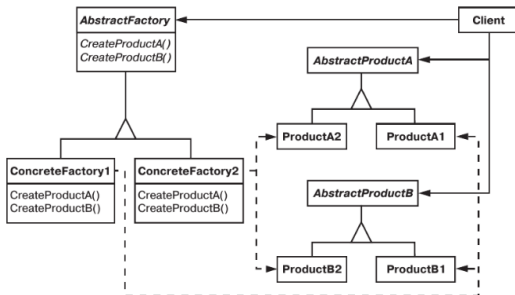 AbstractFactory
CreateProductA()
CreateProductB()
Client
AbstractProductA
ProductA2
ProductA1
ConcreteFactory1
CreateProductA()
CreateProductB()
ConcreteFactory2
CreateProductA()
CreateProductB()
AbstractProductB
ProductB2
ProductB1